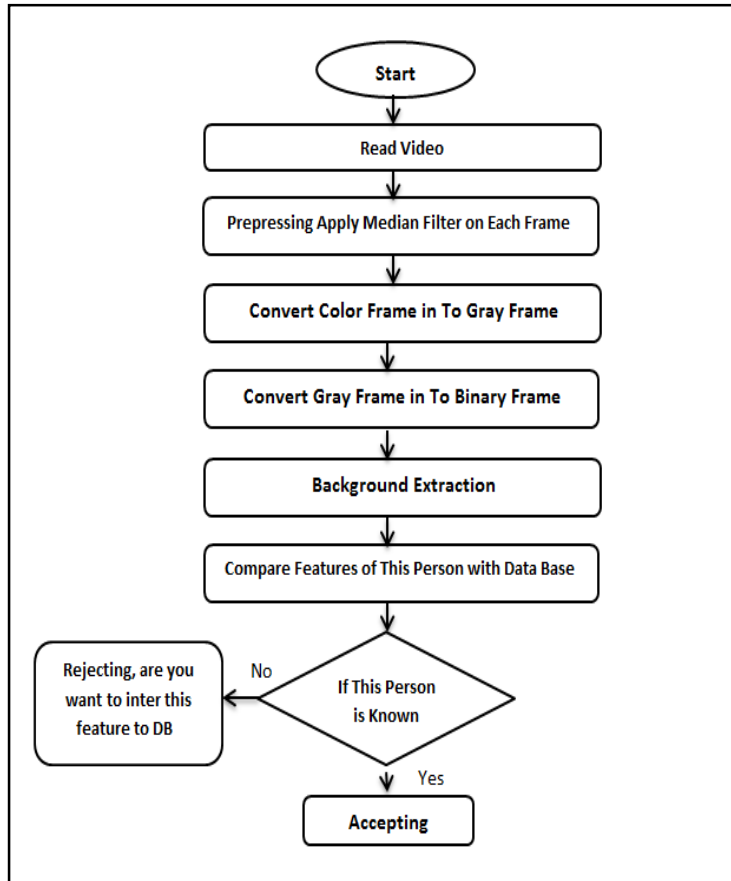 Start
Read Video
Prepressing Apply Median Filter on Each Frame
Convert Color Frame in To Gray Frame
Convert Gray Frame in To Binary Frame
Background Extraction
Compare Features of This Person with Data Base
If This Person
is Known
No
Rejecting, are you
want to inter this
feature to DB
Yes
Accepting